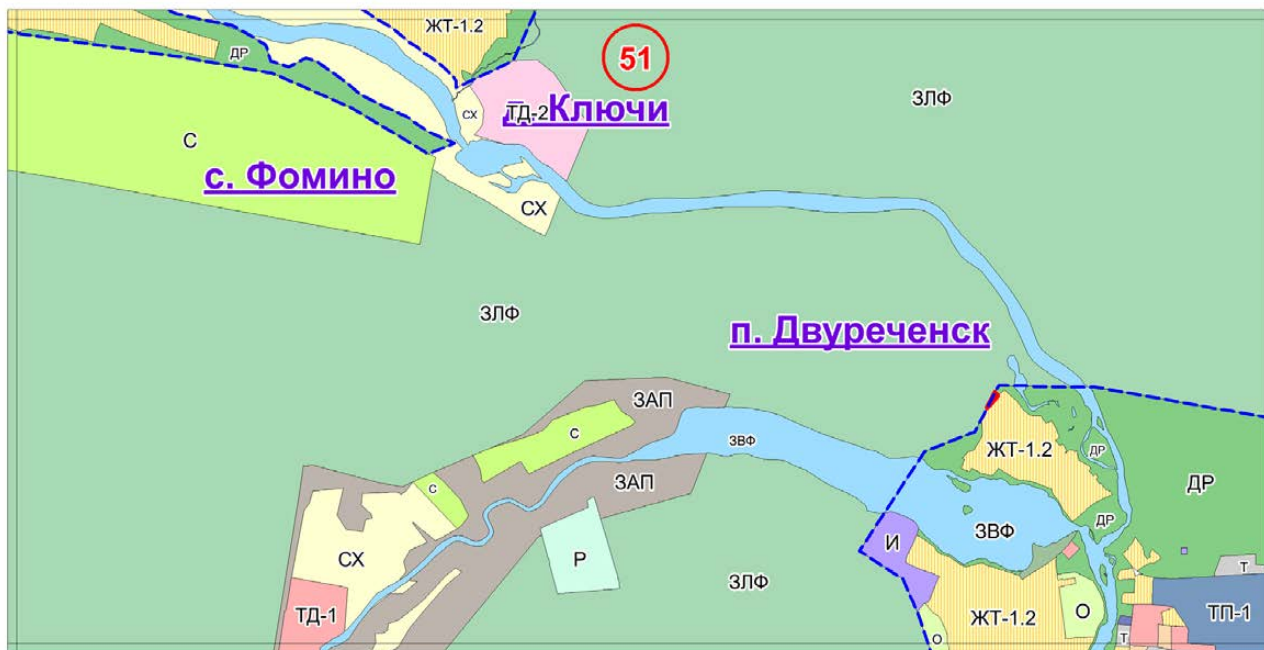 ЖТ-1.2
51
ДР
ЗЛФ
СХ
ТД-2
Ключи
С
с. Фомино
СХ
ЗЛФ
п. Двуреченск
ЗАП
С
ЗВФ
ЖТ-1.2
ДР
ЗАП
С
ДР
ДР
ЗВФ
И
СХ
Р
ЗЛФ
Т
ТД-1
О
ТП-1
ЖТ-1.2
О
Т